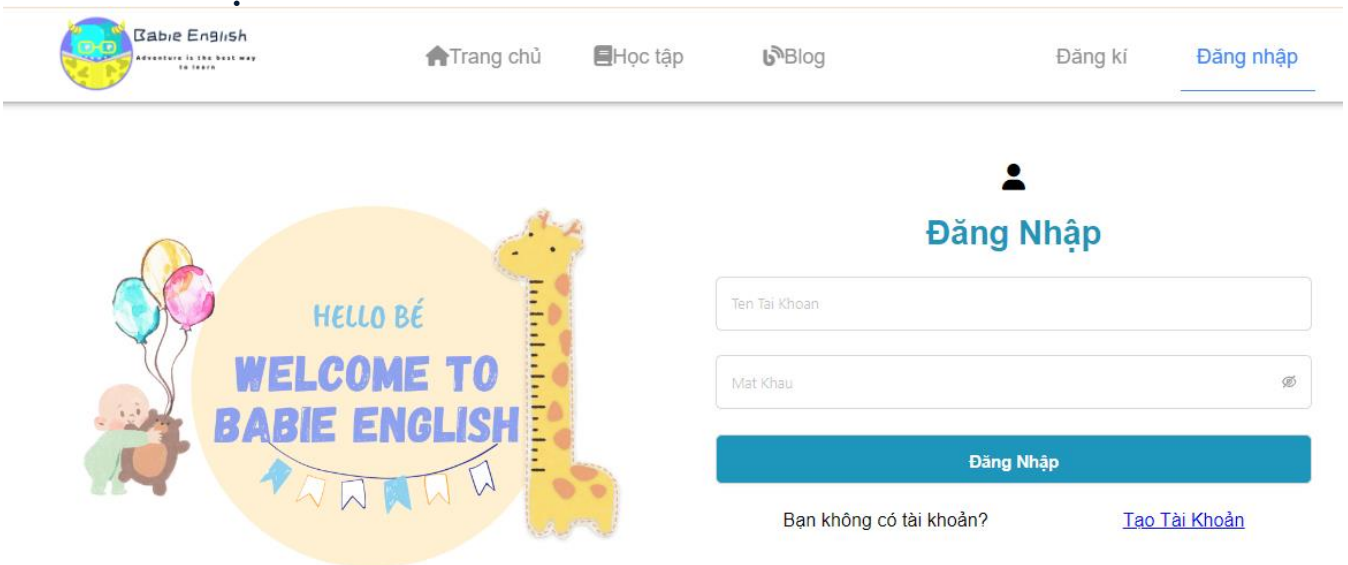 Babie English
Adventure is the best way
to learn
Trang chủ Học tập Blog Đăng kí Đăng nhập
HELLO BÉ
WELCOME TO
BABIE ENGLISH
Đăng Nhập
Ten Tai Khoan
Mat Khau
Đăng Nhập
Bạn không có tài khoản? Tạo Tài Khoản